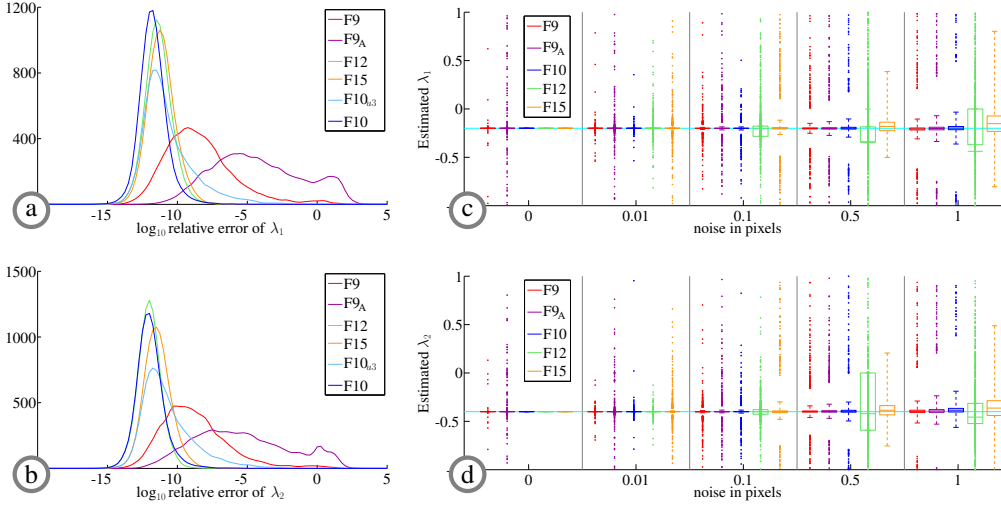 1200
800
400
-15
-10
-5
0
5
log₁₀ relative error of λ₁
F9
F9A
F12
F15
F10u3
F10
a
1
0.5
0
-0.5
Estimated λ₁
0
0.01
0.1
0.5
1
noise in pixels
F9
F9A
F10
F12
F15
c
1500
1000
500
-15
-10
-5
0
5
log₁₀ relative error of λ₂
F9
F9A
F12
F15
F10u3
F10
b
1
0.5
0
-0.5
Estimated λ₂
0
0.01
0.1
0.5
1
noise in pixels
F9
F9A
F10
F12
F15
d